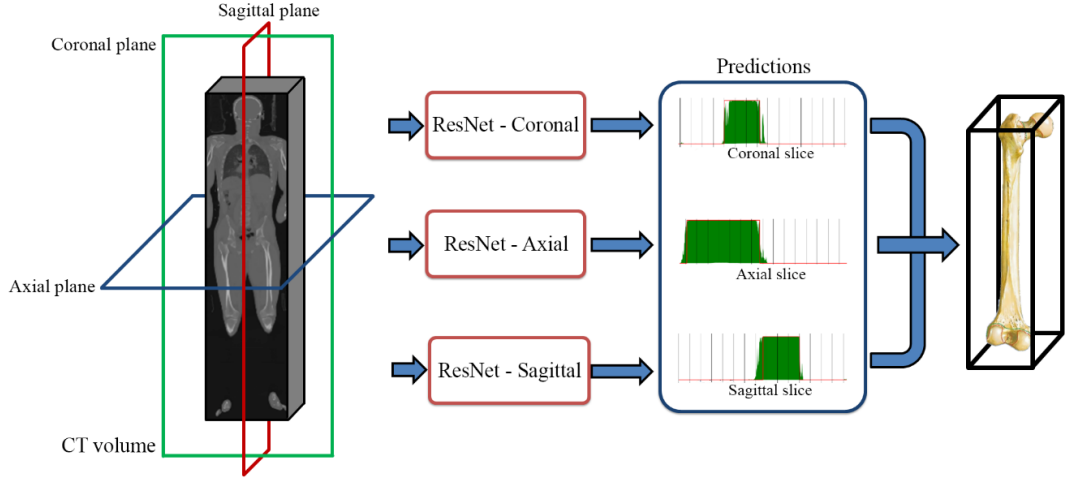 Sagittal plane
Coronal plane
Axial plane
CT volume
ResNet - Coronal
ResNet - Axial
ResNet - Sagittal
Predictions
Coronal slice
Axial slice
Sagittal slice